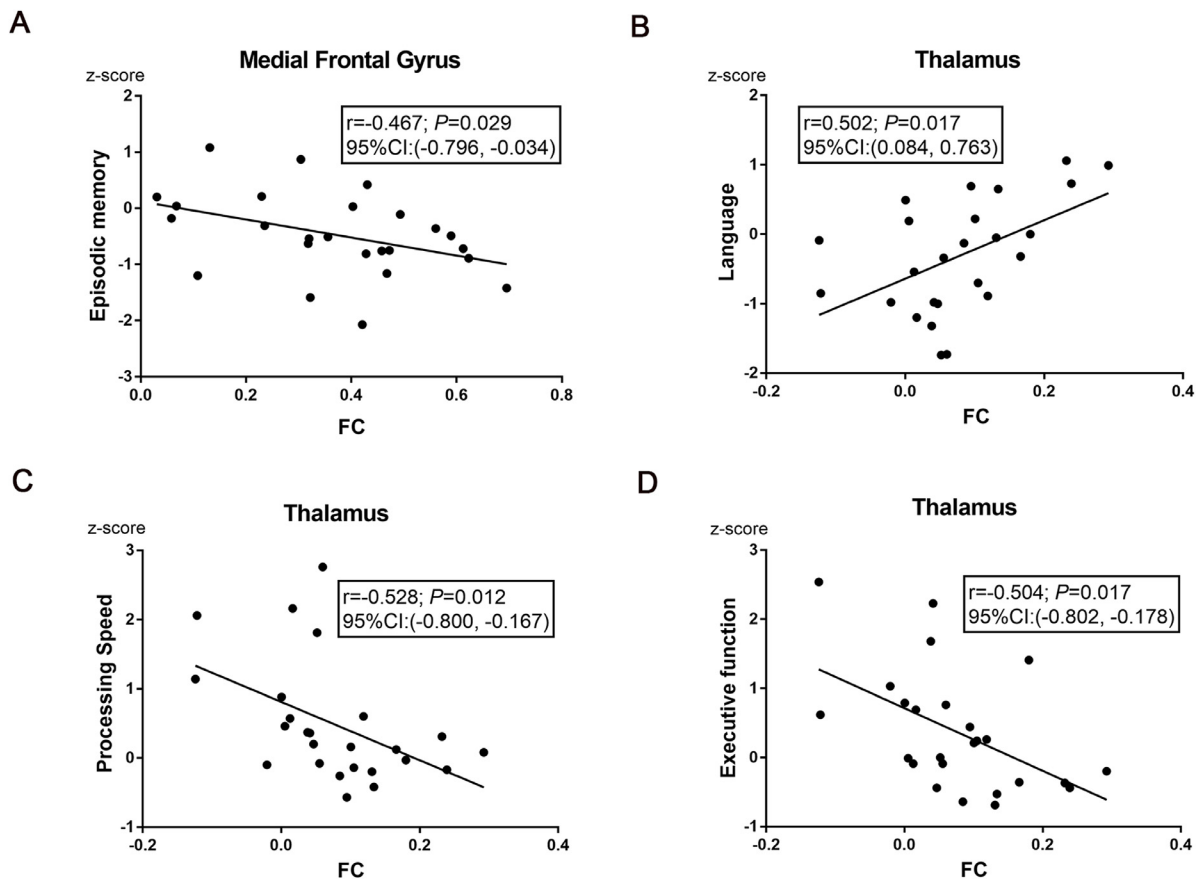 A
Medial Frontal Gyrus
z-score
2
1
0
-1
-2
-3
Episodic memory
r=-0.467; P=0.029
95%CI:(-0.796, -0.034)
0.0
0.2
0.4
0.6
0.8
FC
B
Thalamus
z-score
2
1
0
-1
-2
Language
r=0.502; P=0.017
95%CI:(0.084, 0.763)
-0.2
0.0
0.2
0.4
FC
C
Thalamus
z-score
3
2
1
0
-1
Processing Speed
r=-0.528; P=0.012
95%CI:(-0.800, -0.167)
-0.2
0.0
0.2
0.4
FC
D
Thalamus
z-score
3
2
1
0
-1
Executive function
r=-0.504; P=0.017
95%CI:(-0.802, -0.178)
-0.2
0.0
0.2
0.4
FC